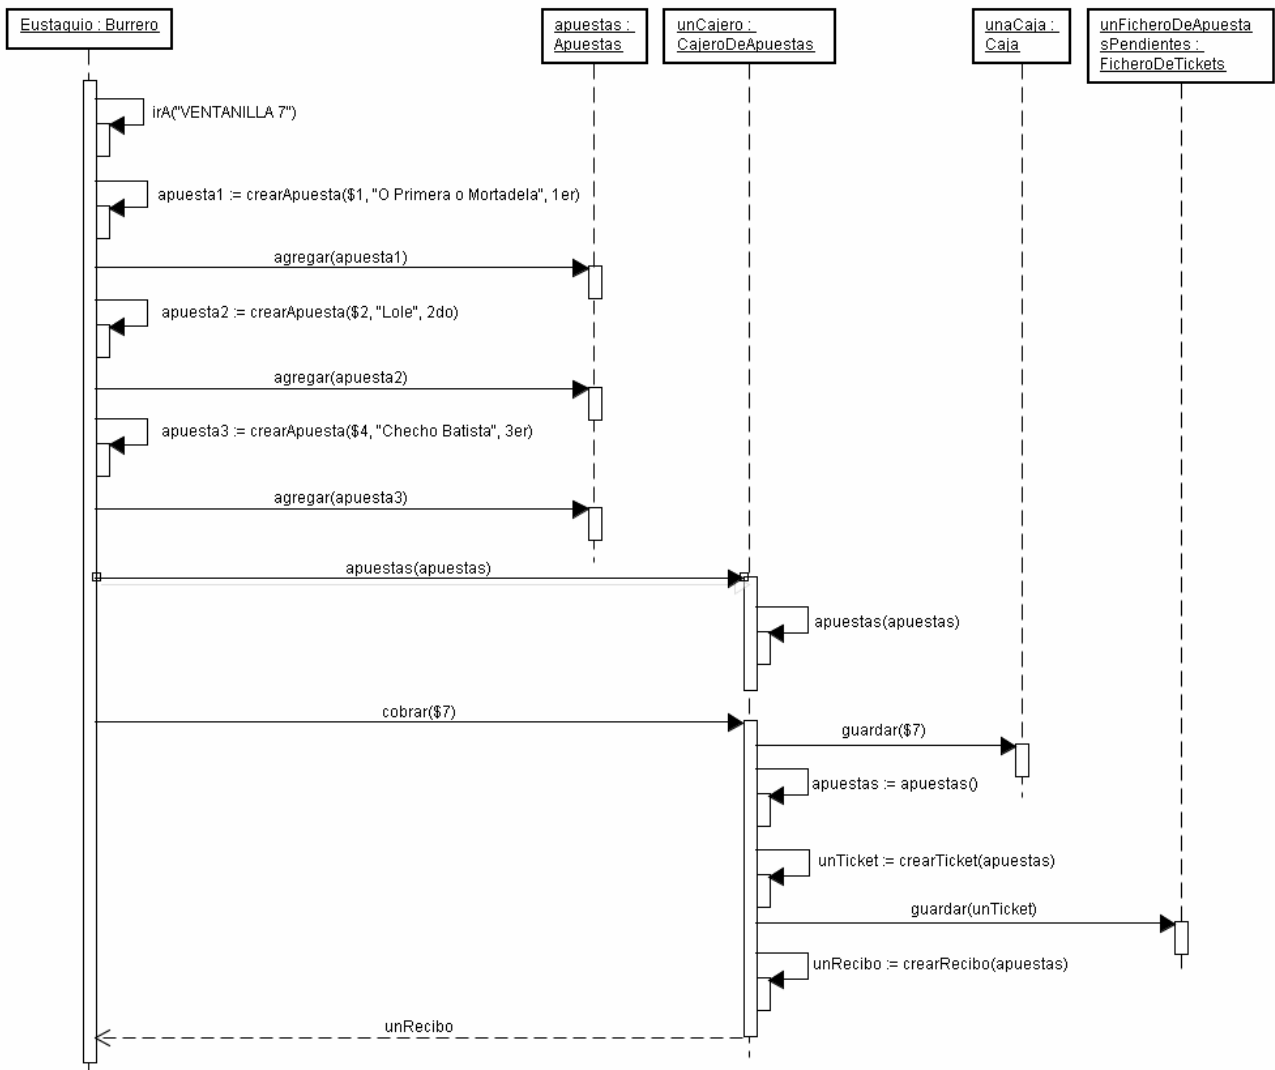 Eustaquio : Burrero
apuestas :
Apuestas
unCajero :
CajeroDeApuestas
unaCaja :
Caja
unFicheroDeApuesta
sPendientes :
FicheroDeTickets
irA("VENTANILLA 7")
apuesta1 := crearApuesta($1, "O Primera o Mortadela", 1er)
agregar(apuesta1)
apuesta2 := crearApuesta($2, "Lole", 2do)
agregar(apuesta2)
apuesta3 := crearApuesta($4, "Checho Batista", 3er)
agregar(apuesta3)
apuestas(apuestas)
apuestas(apuestas)
cobrar($7)
guardar($7)
apuestas := apuestas()
unTicket := crearTicket(apuestas)
guardar(unTicket)
unRecibo := crearRecibo(apuestas)
unRecibo